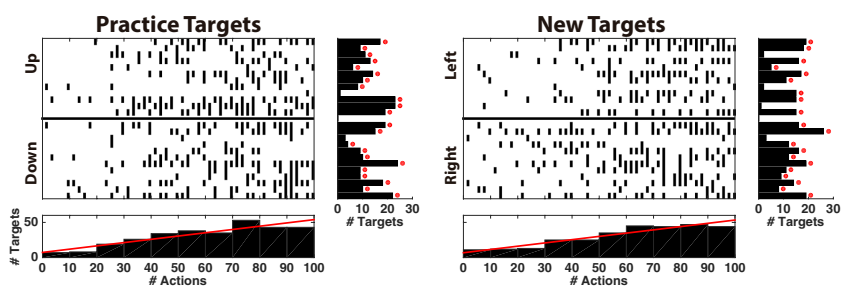 Practice Targets
New Targets
Up
Down
Left
Right
0 10 20 30
# Targets
0 10 20 30
# Targets
# Targets
50
0
0 10 20 30 40 50 60 70 80 90 100
# Actions
0 10 20 30 40 50 60 70 80 90 100
# Actions